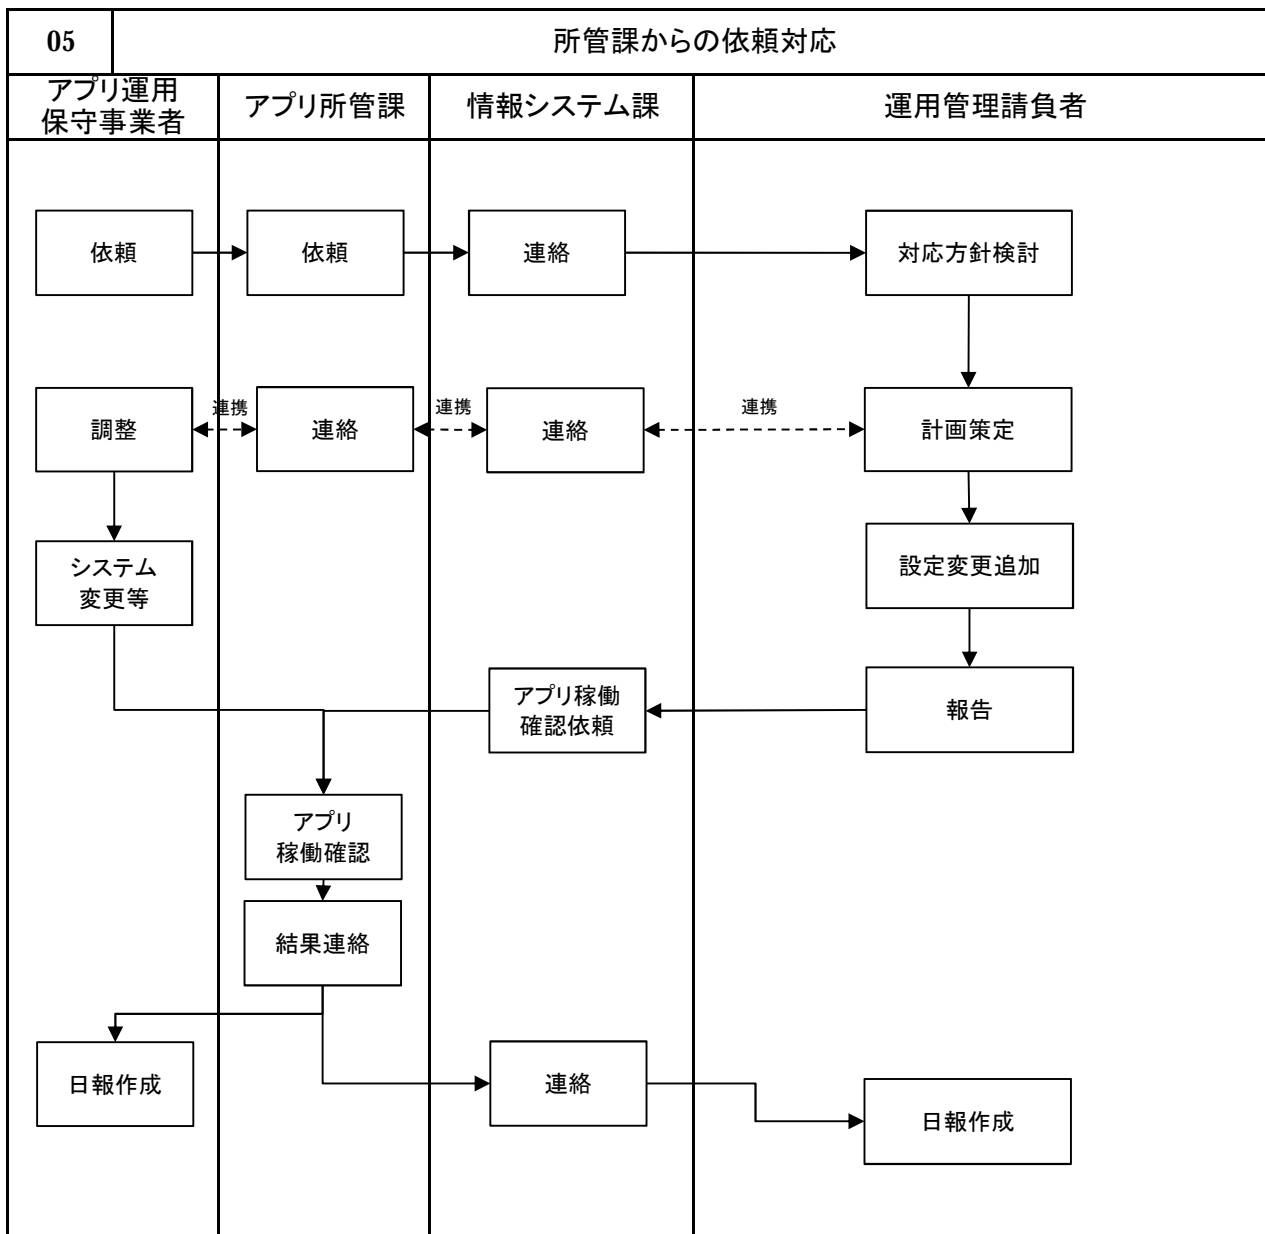 05
所管課からの依頼対応
アプリ運用
保守事業者
アプリ所管課
情報システム課
運用管理請負者
依頼
依頼
連絡
対応方針検討
調整
連携
連絡
連携
連絡
連携
計画策定
システム
変更等
設定変更追加
アプリ稼働
確認依頼
報告
アプリ
稼働確認
結果連絡
日報作成
連絡
日報作成